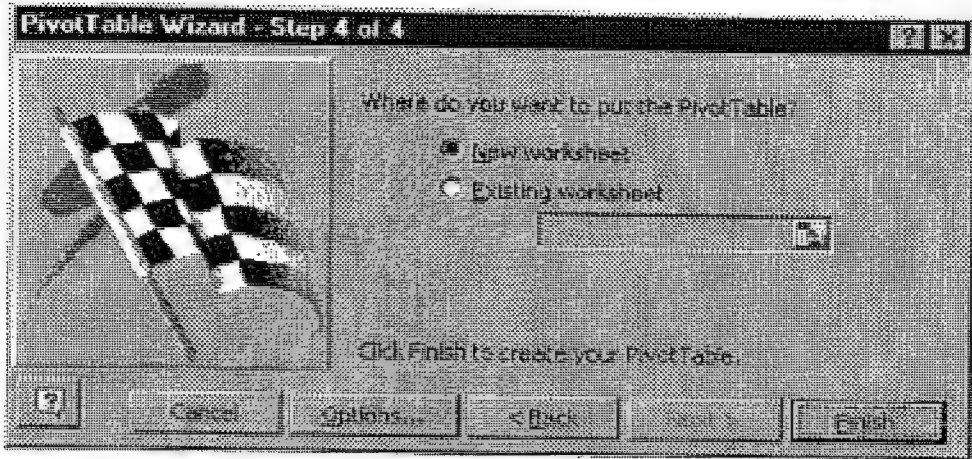 PivotTable Wizard - Step 4 of 4
Where do you want to put the PivotTable?
New worksheet
Existing worksheet
Click Finish to create your PivotTable.
Cancel Options... < Back Next > Finish